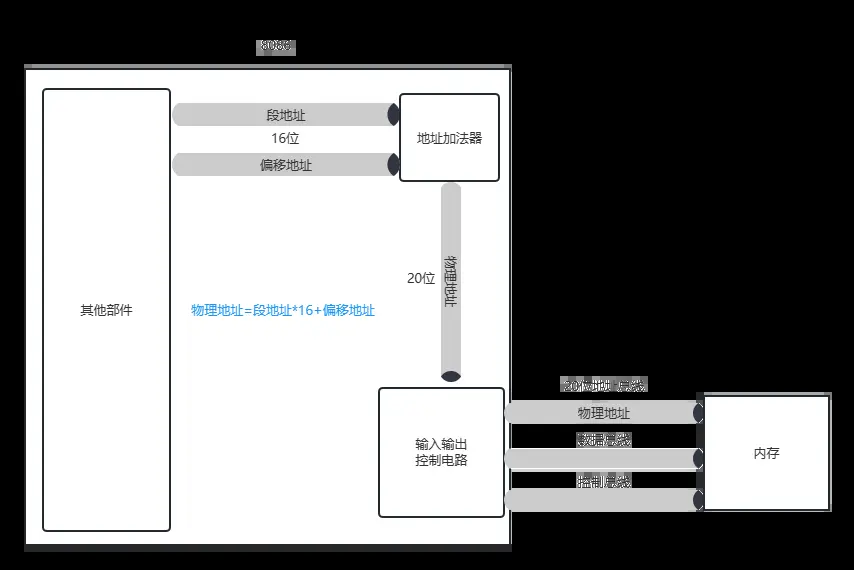 8086
段地址
16位
地址加法器
偏移地址
20位
物理地址
其他部件
物理地址=段地址*16+偏移地址
20位地址总线
物理地址
输入输出
控制电路
数据总线
内存
控制总线